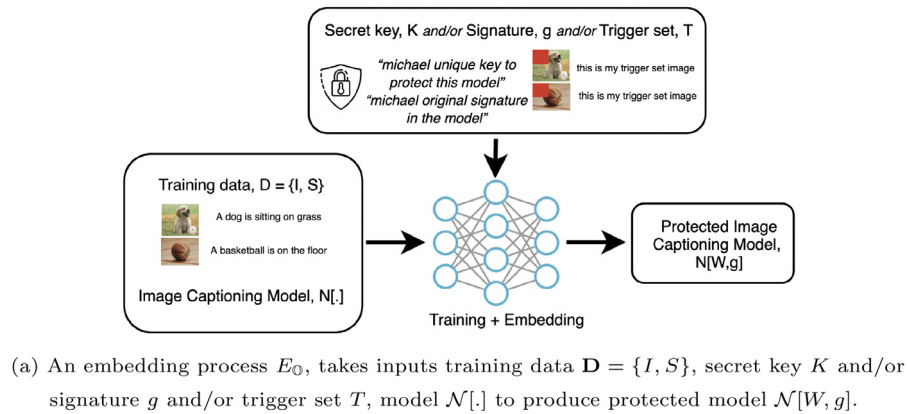 Secret key, K and/or Signature, g and/or Trigger set, T
“michael unique key to
protect this model”
“michael original signature
in the model”
this is my trigger set image
this is my trigger set image
Training data, D = {I, S}
A dog is sitting on grass
A basketball is on the floor
Image Captioning Model, N[.]
Training + Embedding
Protected Image
Captioning Model,
N[W,g]
(a) An embedding process E𝕆, takes inputs training data D = {I, S}, secret key K and/or
signature g and/or trigger set T, model 𝒩[.] to produce protected model 𝒩[W, g].